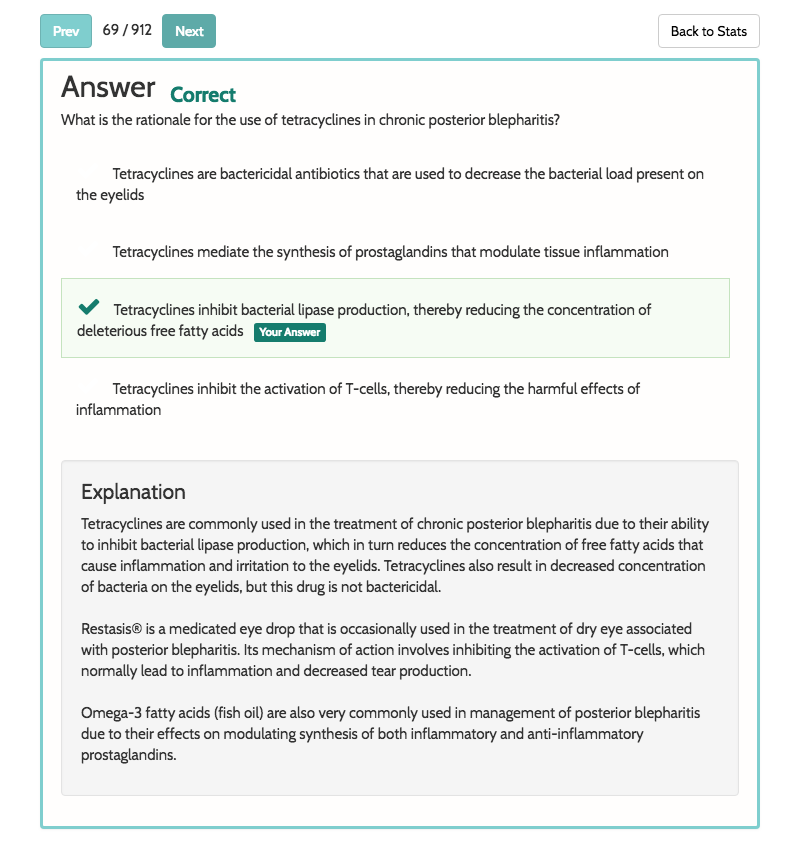 Prev 69 / 912 Next Back to Stats
Answer Correct
What is the rationale for the use of tetracyclines in chronic posterior blepharitis?
Tetracyclines are bactericidal antibiotics that are used to decrease the bacterial load present on
the eyelids
Tetracyclines mediate the synthesis of prostaglandins that modulate tissue inflammation
Tetracyclines inhibit bacterial lipase production, thereby reducing the concentration of
deleterious free fatty acids Your Answer
Tetracyclines inhibit the activation of T-cells, thereby reducing the harmful effects of
inflammation
Explanation
Tetracyclines are commonly used in the treatment of chronic posterior blepharitis due to their ability
to inhibit bacterial lipase production, which in turn reduces the concentration of free fatty acids that
cause inflammation and irritation to the eyelids. Tetracyclines also result in decreased concentration
of bacteria on the eyelids, but this drug is not bactericidal.
Restasis® is a medicated eye drop that is occasionally used in the treatment of dry eye associated
with posterior blepharitis. Its mechanism of action involves inhibiting the activation of T-cells, which
normally lead to inflammation and decreased tear production.
Omega-3 fatty acids (fish oil) are also very commonly used in management of posterior blepharitis
due to their effects on modulating synthesis of both inflammatory and anti-inflammatory
prostaglandins.